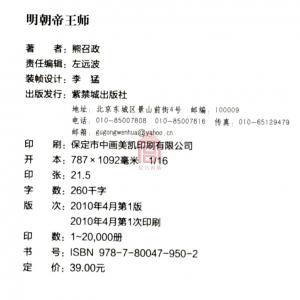 明朝帝王师
著 者：熊召政
责任编辑：左远波
装帧设计：李 猛
出版发行：紫禁城出版社
地址：北京东城区景山前街4号 邮编：100009
电话：010-85007808 010-85007816 传真：010-65129479
邮箱：gugongwenhua@yahoo.cn
印 刷：保定市中画美凯印刷有限公司
开 本：787×1092毫米 1/16
印 张：21.5
字 数：260千字
版 次：2010年4月第1版
2010年4月第1次印刷
印 数：1~20,000册
书 号：ISBN 978-7-80047-950-2
定 价：39.00元